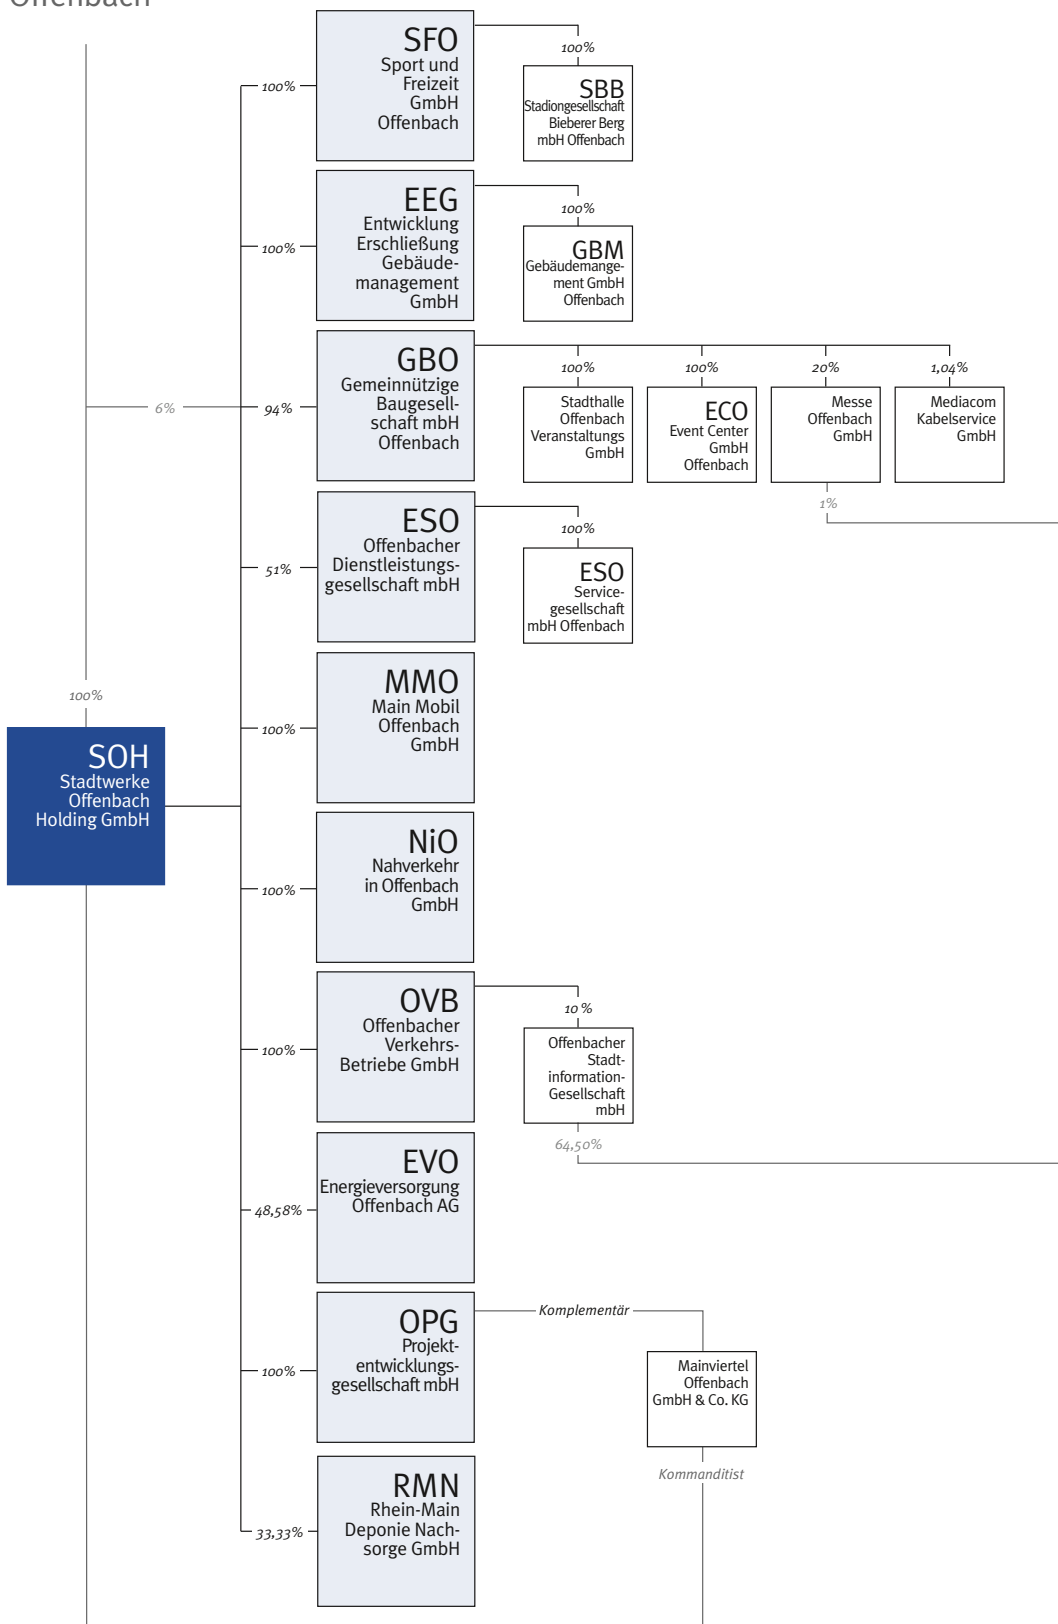 Offenbach
100%
SOH
Stadtwerke
Offenbach
Holding GmbH
6%
100%
SFO
Sport und
Freizeit
GmbH
Offenbach
100%
SBB
Stadiongesellschaft
Bieberer Berg
mbH Offenbach
100%
EEG
Entwicklung
Erschließung
Gebäude-
management
GmbH
100%
GBM
Gebäudemange-
ment GmbH
Offenbach
94%
GBO
Gemeinnützige
Baugesell-
schaft mbH
Offenbach
100%
Stadthalle
Offenbach
Veranstaltungs
GmbH
100%
ECO
Event Center
GmbH
Offenbach
20%
Messe
Offenbach
GmbH
1%
1,04%
Mediacom
Kabelservice
GmbH
51%
ESO
Offenbacher
Dienstleistungs-
gesellschaft mbH
100%
ESO
Service-
gesellschaft
mbH Offenbach
100%
MMO
Main Mobil
Offenbach
GmbH
100%
NiO
Nahverkehr
in Offenbach
GmbH
100%
OVB
Offenbacher
Verkehrs-
Betriebe GmbH
10 %
Offenbacher
Stadt-
information-
Gesellschaft
mbH
64,50%
48,58%
EVO
Energieversorgung
Offenbach AG
100%
OPG
Projekt-
entwicklungs-
gesellschaft mbH
Komplementär
Mainviertel
Offenbach
GmbH & Co. KG
Kommanditist
33,33%
RMN
Rhein-Main
Deponie Nach-
sorge GmbH